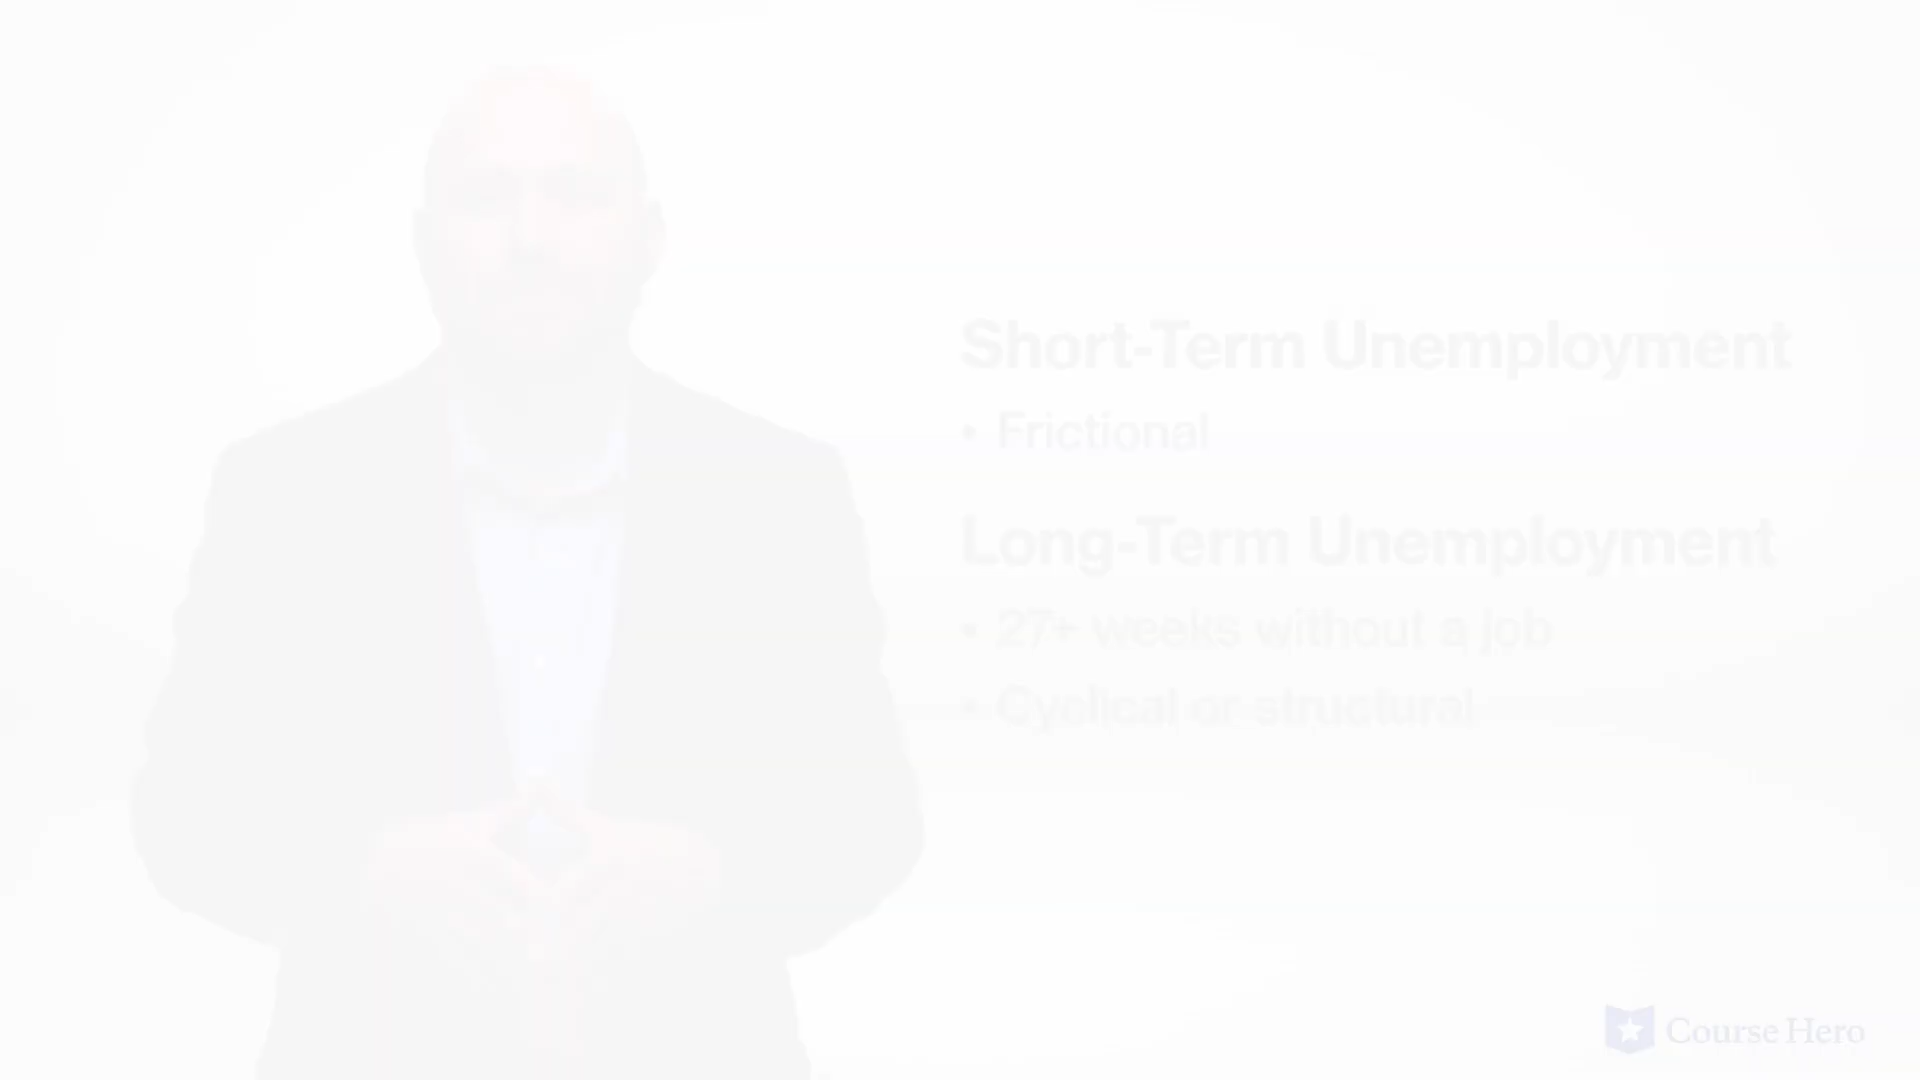 Short-Term Unemployment
• Frictional
Long-Term Unemployment
• 27+ weeks without a job
• Cyclical or structural
Course Hero